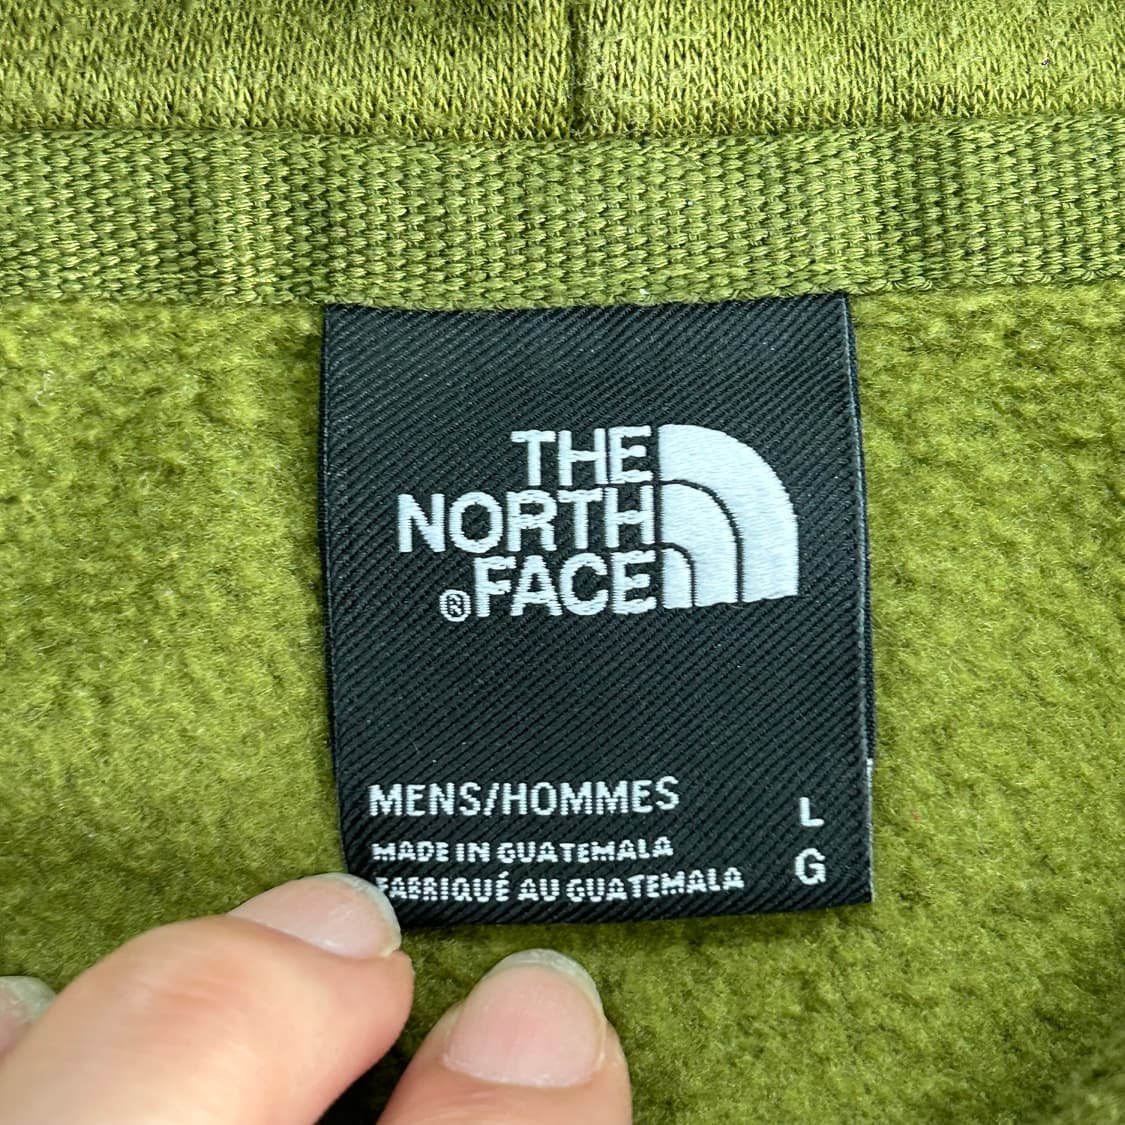 THE
NORTH
®FACE
MENS/HOMMES
MADE IN GUATEMALA
FABRIQUÉ AU GUATEMALA
L
G